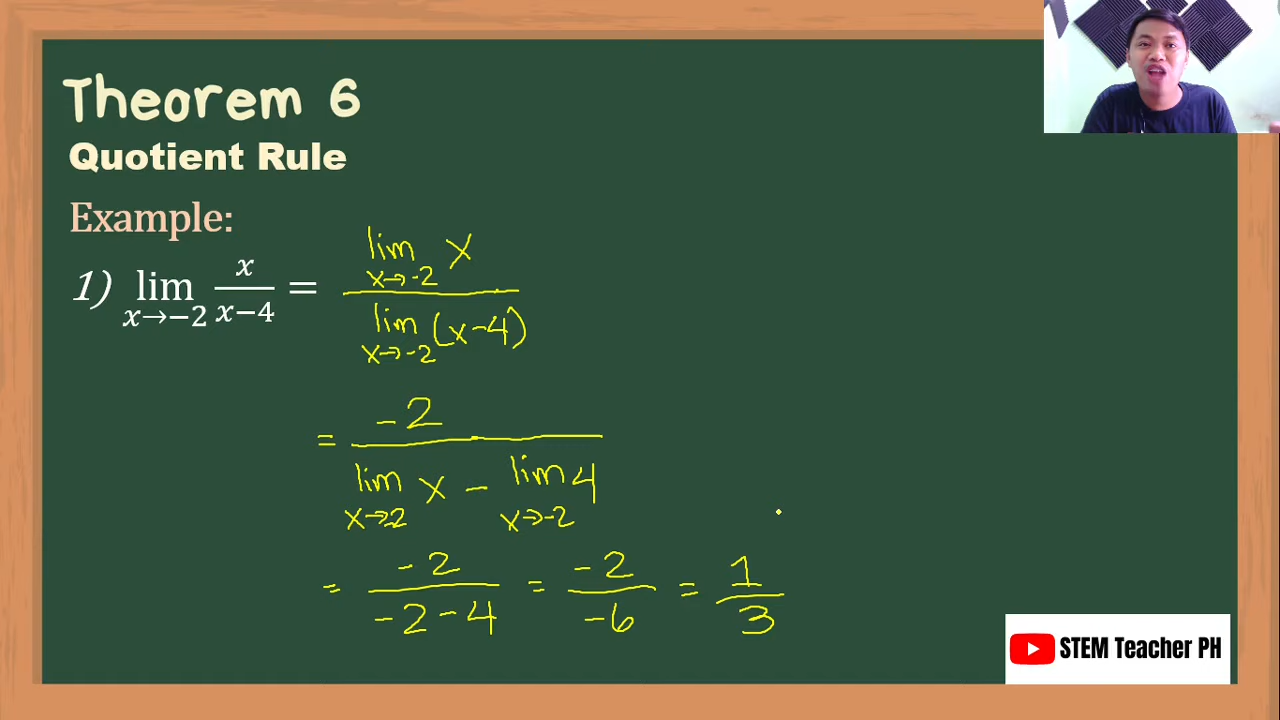 Theorem 6
Quotient Rule
Example:
1) lim x→−2 x/x−4 = lim x→-2 x / lim x→-2 (x-4)
= -2 / lim x→-2 x - lim x→-2 4
= -2/-2-4 = -2/-6 = 1/3
STEM Teacher PH